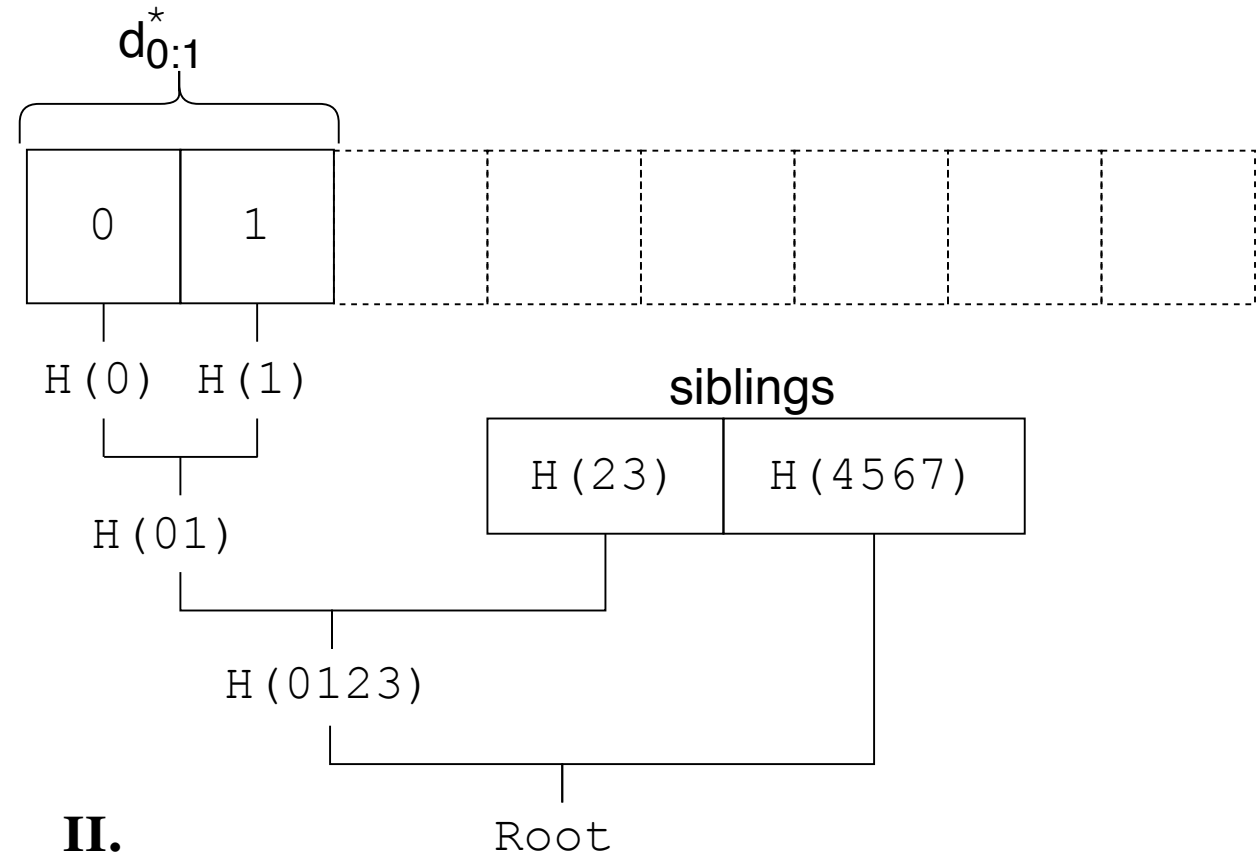 d*0:1
0 1
H(0) H(1)
siblings
H(23) H(4567)
H(01)
H(0123)
II.
Root